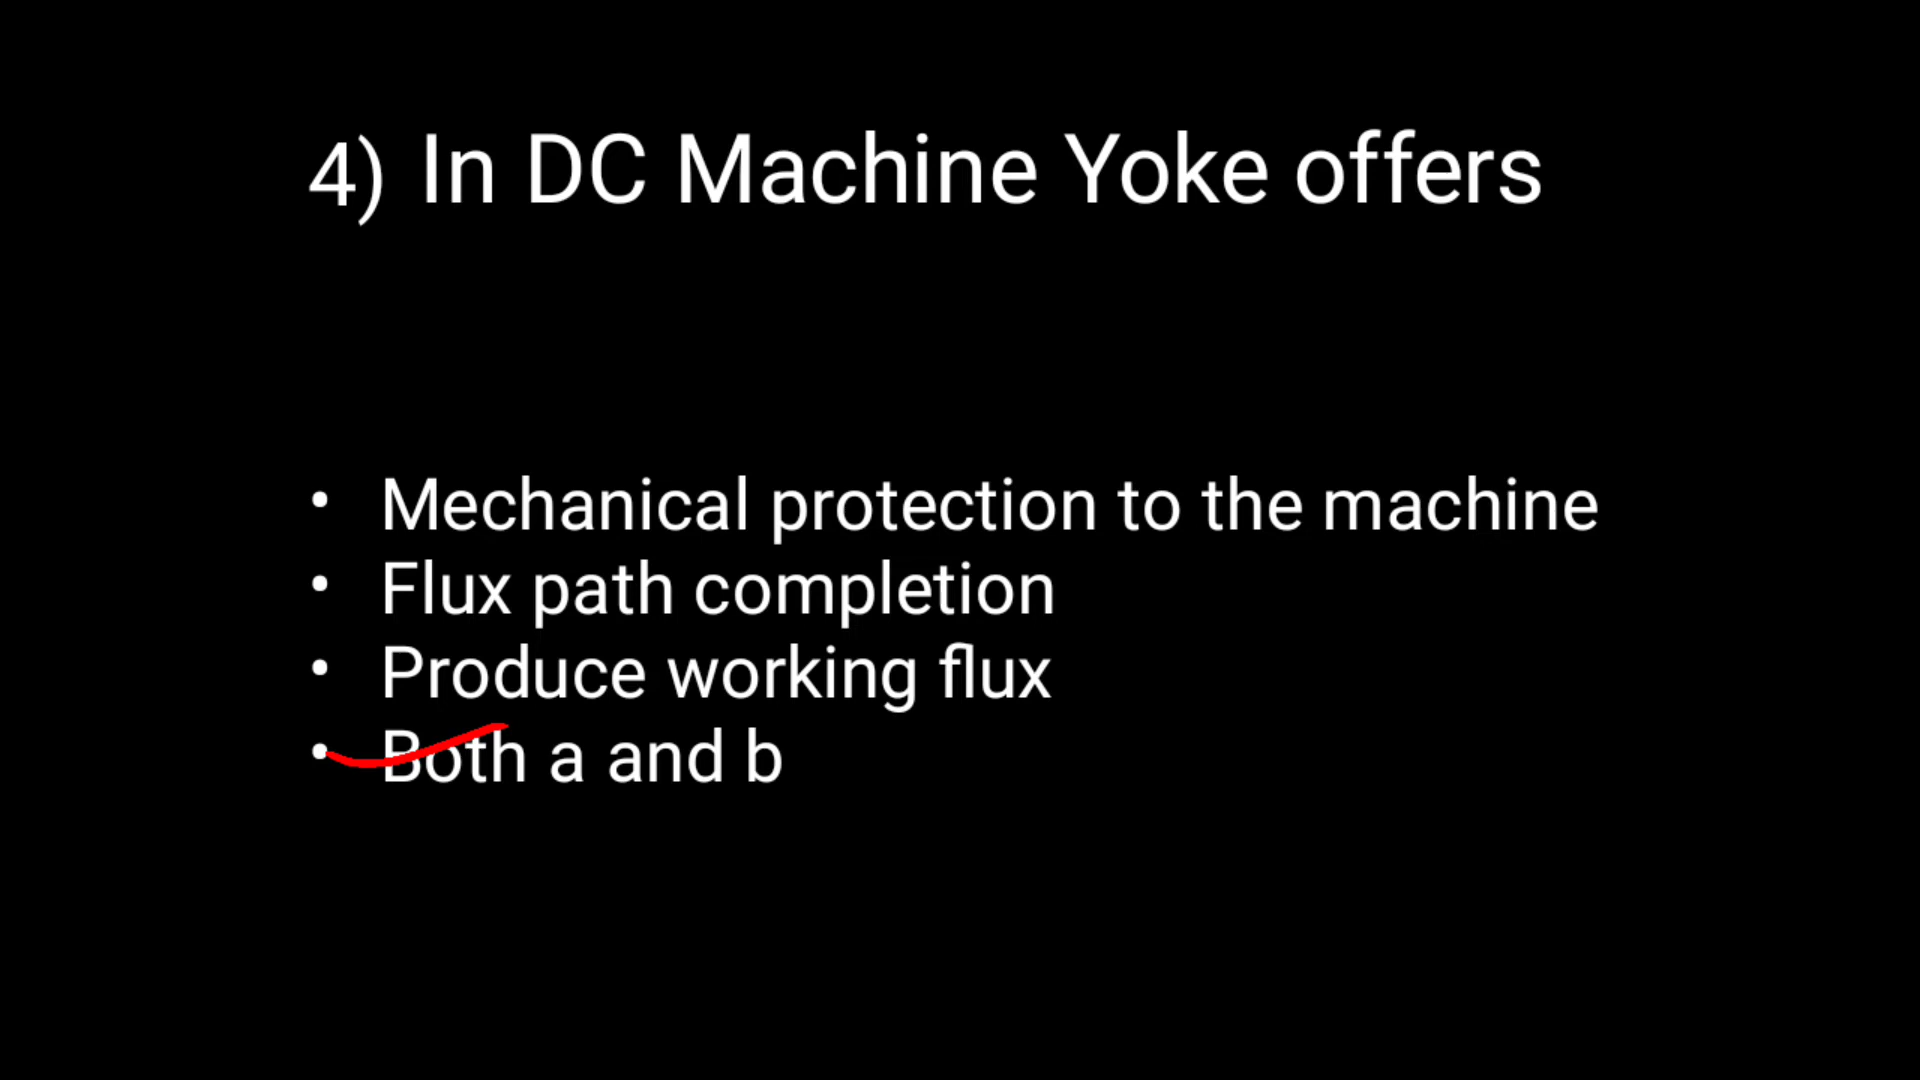 4) In DC Machine Yoke offers
• Mechanical protection to the machine
• Flux path completion
• Produce working flux
• Both a and b